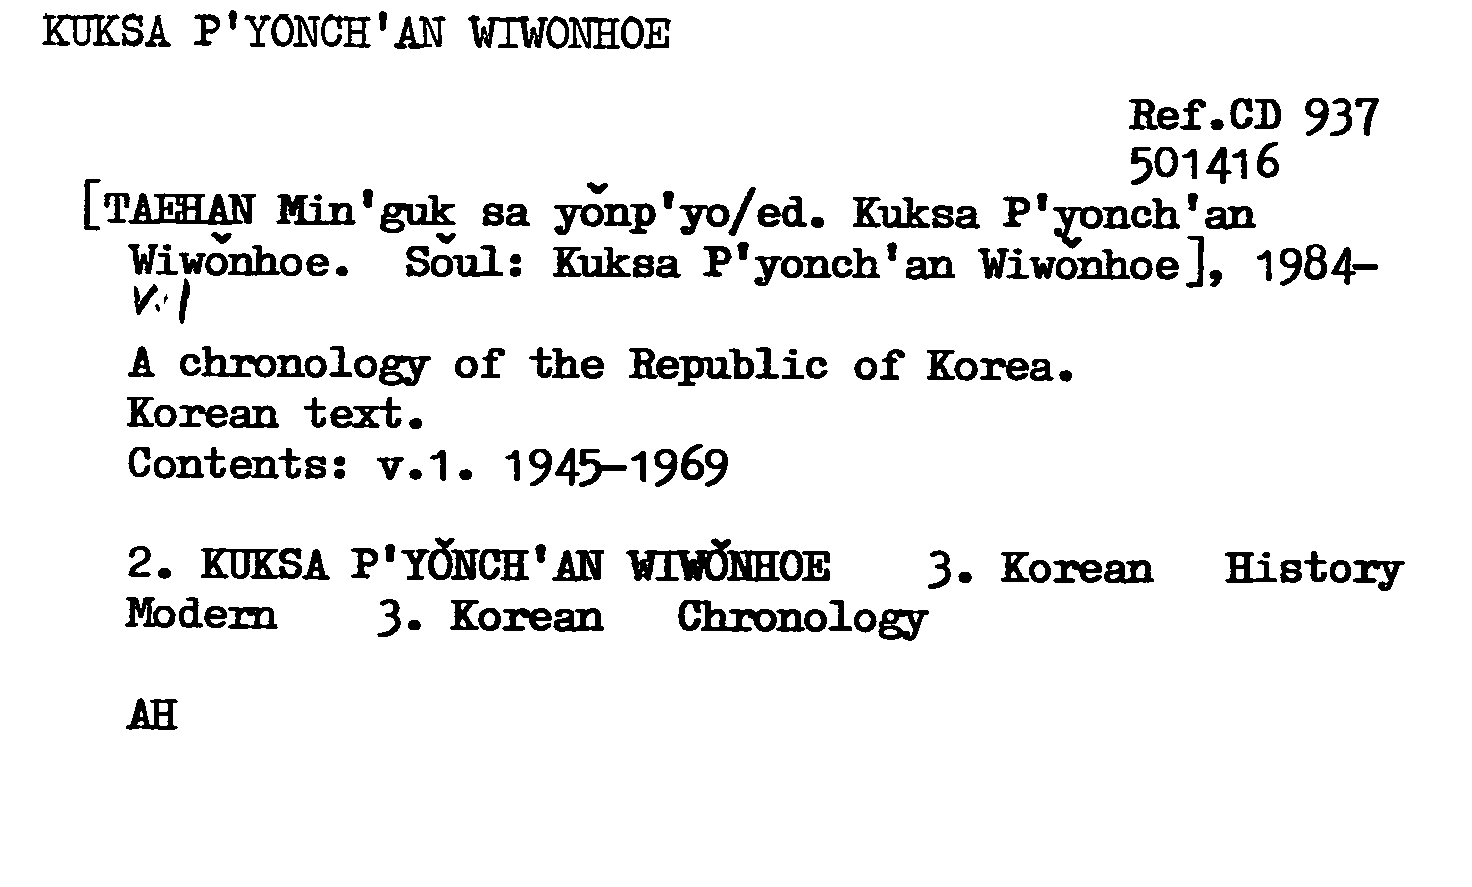 KUKSA P'YONCH'AN WIWONHOE
Ref.CD 937
501416
[TAEHAN Min'guk sa yŏnp'yo/ed. Kuksa P'yonch'an
Wiwŏnhoe. Sŏul: Kuksa P'yonch'an Wiwŏnhoe], 1984-
v.1
A chronology of the Republic of Korea.
Korean text.
Contents: v.1. 1945-1969
2. KUKSA P'YŎNCH'AN WIWŎNHOE 3. Korean History
Modern 3. Korean Chronology
AH